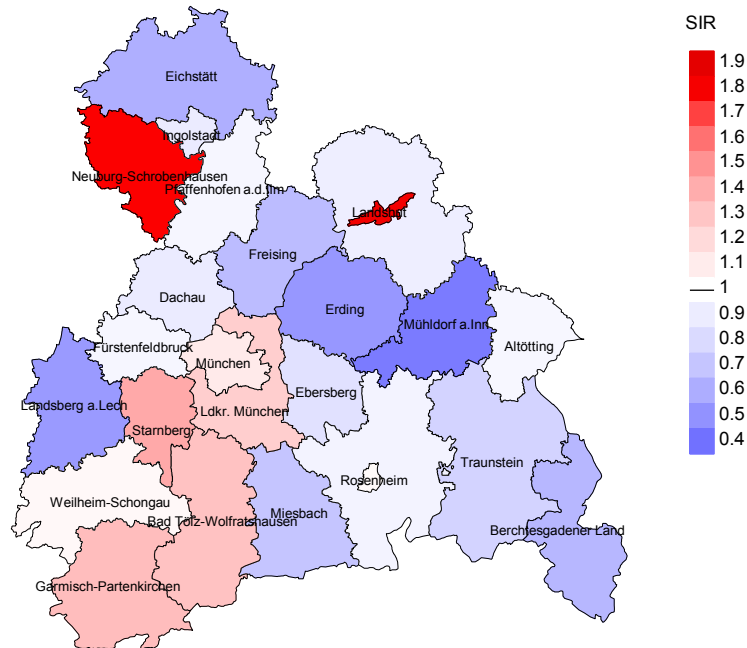 SIR
1.9
1.8
1.7
1.6
1.5
1.4
1.3
1.2
1.1
1
0.9
0.8
0.7
0.6
0.5
0.4
Eichstätt
Ingolstadt
Neuburg-Schrobenhausen
Pfaffenhofen a.d.Ilm
Landshut
Freising
Dachau
Erding
Mühldorf a.Inn
Altötting
Fürstenfeldbruck
München
Ebersberg
Landsberg a.Lech
Ldkr. München
Starnberg
Traunstein
Rosenheim
Weilheim-Schongau
Miesbach
Bad Tölz-Wolfratshausen
Berchtesgadener Land
Garmisch-Partenkirchen